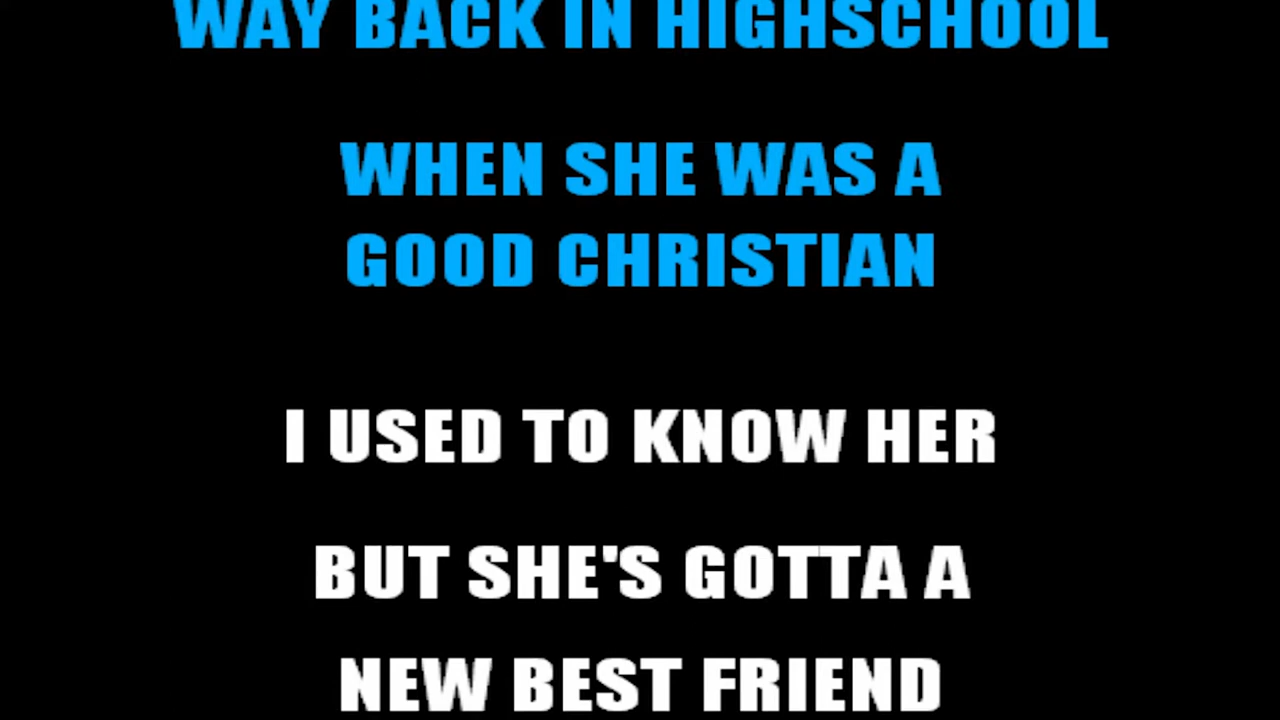 WAY BACK IN HIGHSCHOOL
WHEN SHE WAS A
GOOD CHRISTIAN
I USED TO KNOW HER
BUT SHE'S GOTTA A
NEW BEST FRIEND